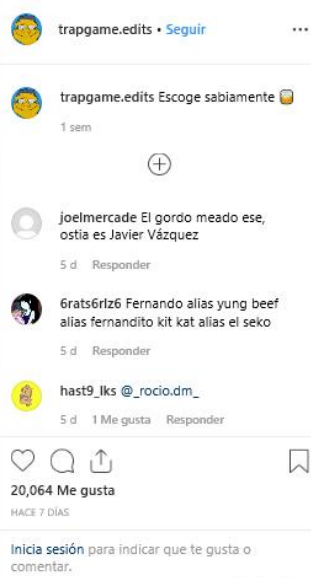 trapgame.edits • Seguir
trapgame.edits Escoge sabiamente 🥃
1 sem
joelmercade El gordo meado ese,
ostia es Javier Vázquez
5 d Responder
6rats6rlz6 Fernando alias yung beef
alias fernandito kit kat alias el seko
5 d Responder
hast9_lks @_rocio.dm_
5 d 1 Me gusta Responder
20,064 Me gusta
HACE 7 DÍAS
Inicia sesión para indicar que te gusta o
comentar.